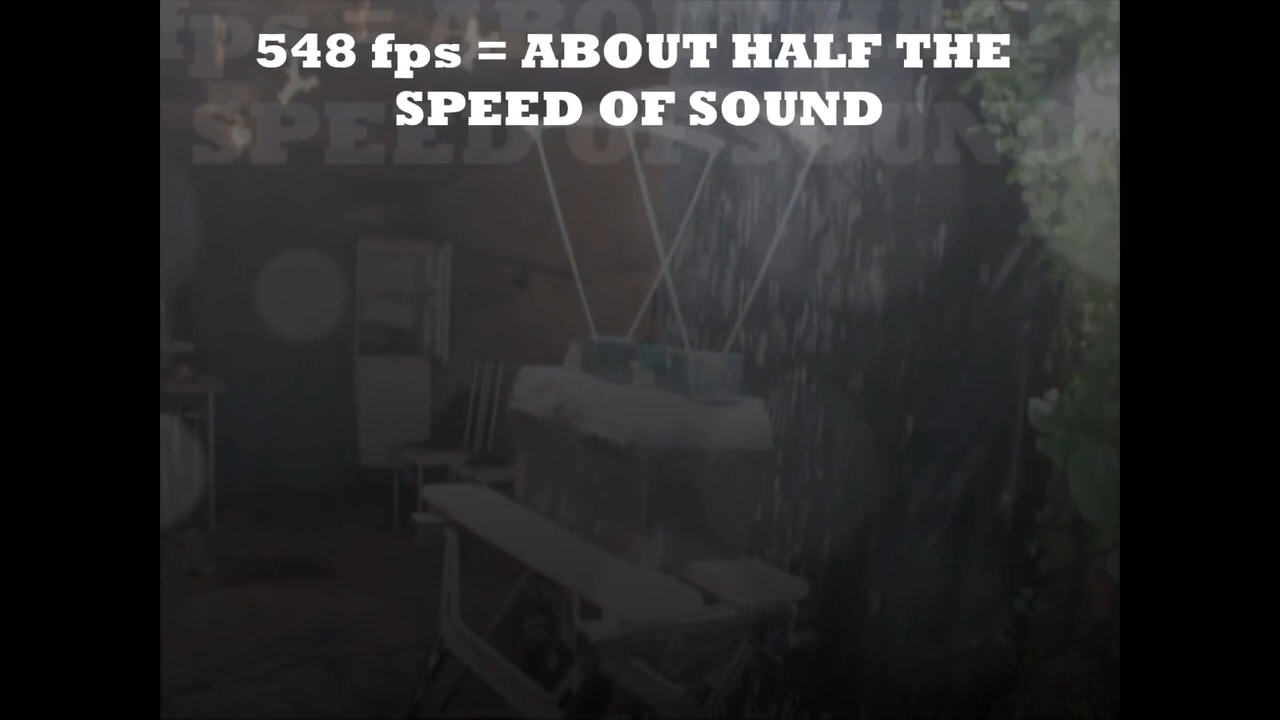 548 fps = ABOUT HALF THE
SPEED OF SOUND